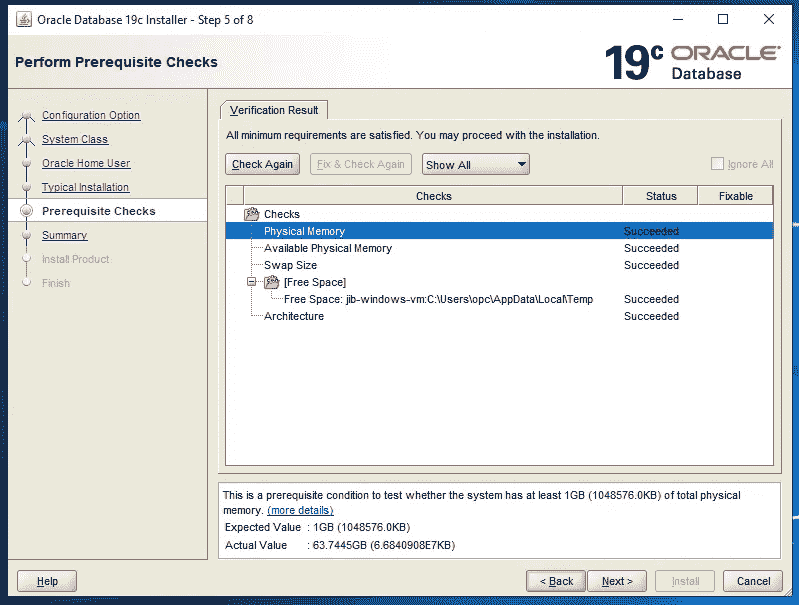 Oracle Database 19c Installer - Step 5 of 8
Perform Prerequisite Checks
19c ORACLE
Database
Configuration Option
System Class
Oracle Home User
Typical Installation
Prerequisite Checks
Summary
Install Product
Finish
Verification Result
All minimum requirements are satisfied. You may proceed with the installation.
Check Again Fix & Check Again Show All Ignore All
Checks Status Fixable
Checks
Physical Memory Succeeded
Available Physical Memory Succeeded
Swap Size Succeeded
[Free Space]
Free Space: jib-windows-vm:C:\Users\opc\AppData\Local\Temp Succeeded
Architecture Succeeded
This is a prerequisite condition to test whether the system has at least 1GB (1048576.0KB) of total physical
memory. (more details)
Expected Value : 1GB (1048576.0KB)
Actual Value : 63.7445GB (6.6840908E7KB)
Help < Back Next > Install Cancel